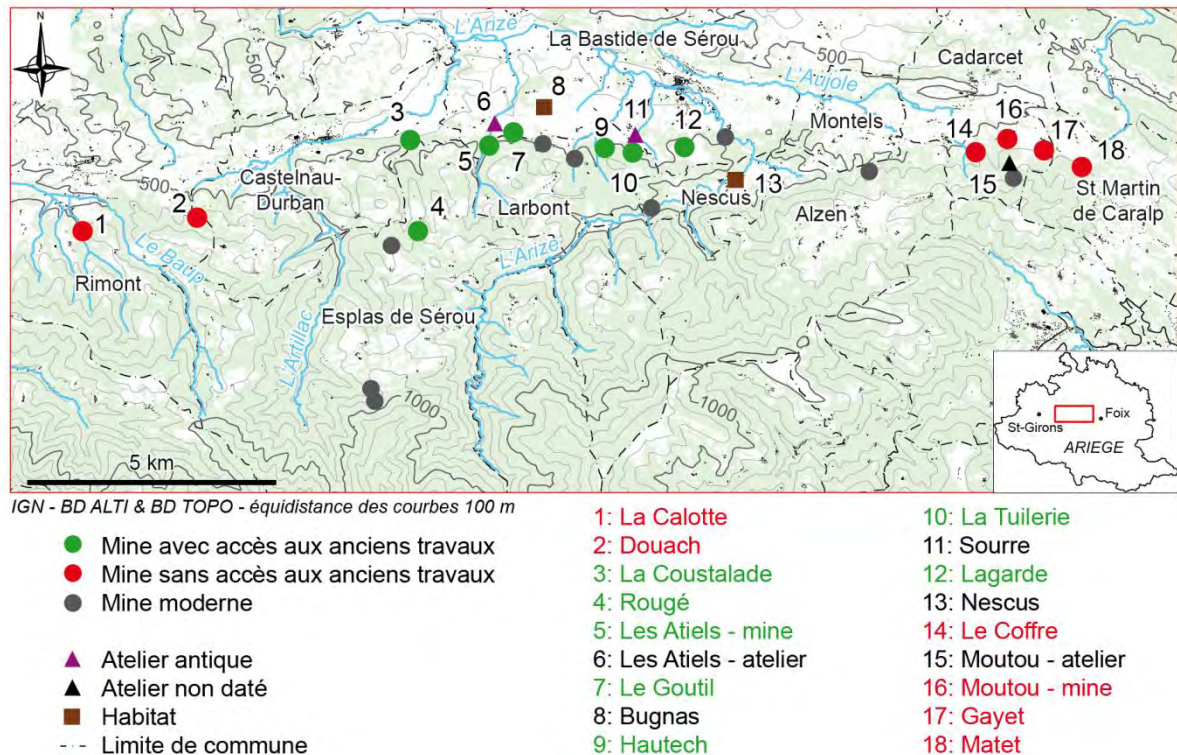 N
L'Arize
La Bastide de Sérou
Cadarcet
500
500
L'Aujole
8
6
3
11
16
9
12
Montels
14
17
5
7
18
500
Castelnau-
Durban
10
Nescus
13
15
St Martin
de Caralp
2
Larbont
Alzen
4
1
Le Baup
L'Arize
Rimont
Esplas de Sérou
L'Artillac
1000
1000
St-Girons
Foix
ARIEGE
5 km
IGN - BD ALTI & BD TOPO - équidistance des courbes 100 m
Mine avec accès aux anciens travaux
Mine sans accès aux anciens travaux
Mine moderne
Atelier antique
Atelier non daté
Habitat
Limite de commune
1: La Calotte
2: Douach
3: La Coustalade
4: Rougé
5: Les Atiels - mine
6: Les Atiels - atelier
7: Le Goutil
8: Bugnas
9: Hautech
10: La Tuilerie
11: Sourre
12: Lagarde
13: Nescus
14: Le Coffre
15: Moutou - atelier
16: Moutou - mine
17: Gayet
18: Matet